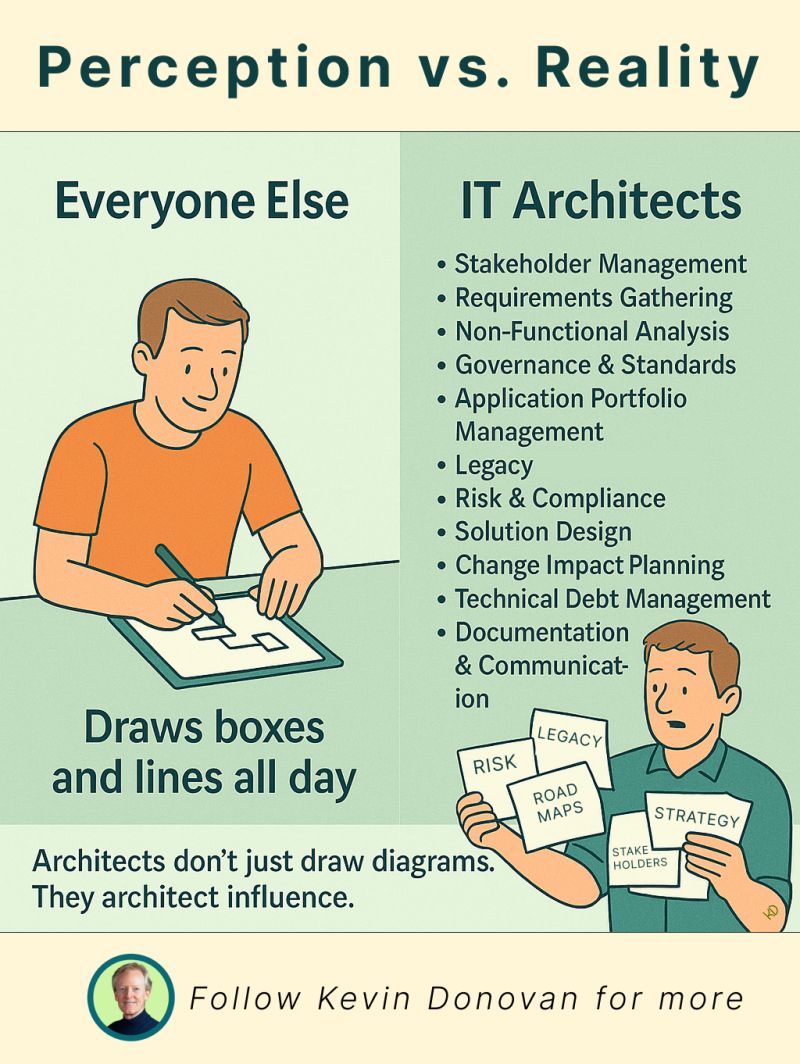 Perception vs. Reality
Everyone Else
Draws boxes
and lines all day
IT Architects
• Stakeholder Management
• Requirements Gathering
• Non-Functional Analysis
• Governance & Standards
• Application Portfolio
Management
• Legacy
• Risk & Compliance
• Solution Design
• Change Impact Planning
• Technical Debt Management
• Documentation
& Communicat-
ion
LEGACY
RISK
ROAD
MAPS
STRATEGY
STAKE
HOLDERS
Architects don't just draw diagrams.
They architect influence.
KD
Follow Kevin Donovan for more